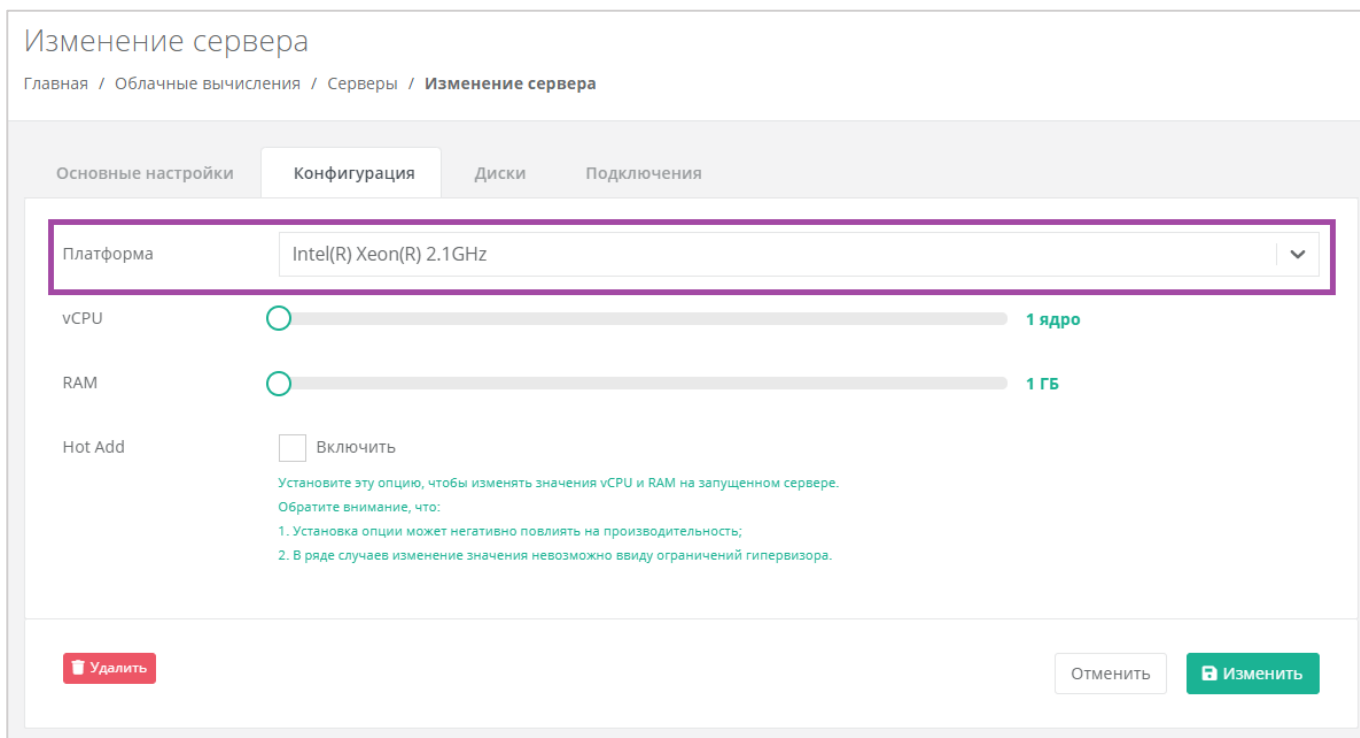 Изменение сервера
Главная / Облачные вычисления / Серверы / Изменение сервера
Основные настройки Конфигурация Диски Подключения
Платформа Intel(R) Xeon(R) 2.1GHz
vCPU 1 ядро
RAM 1 ГБ
Hot Add Включить
Установите эту опцию, чтобы изменять значения vCPU и RAM на запущенном сервере.
Обратите внимание, что:
1. Установка опции может негативно повлиять на производительность;
2. В ряде случаев изменение значения невозможно ввиду ограничений гипервизора.
Удалить Отменить Изменить